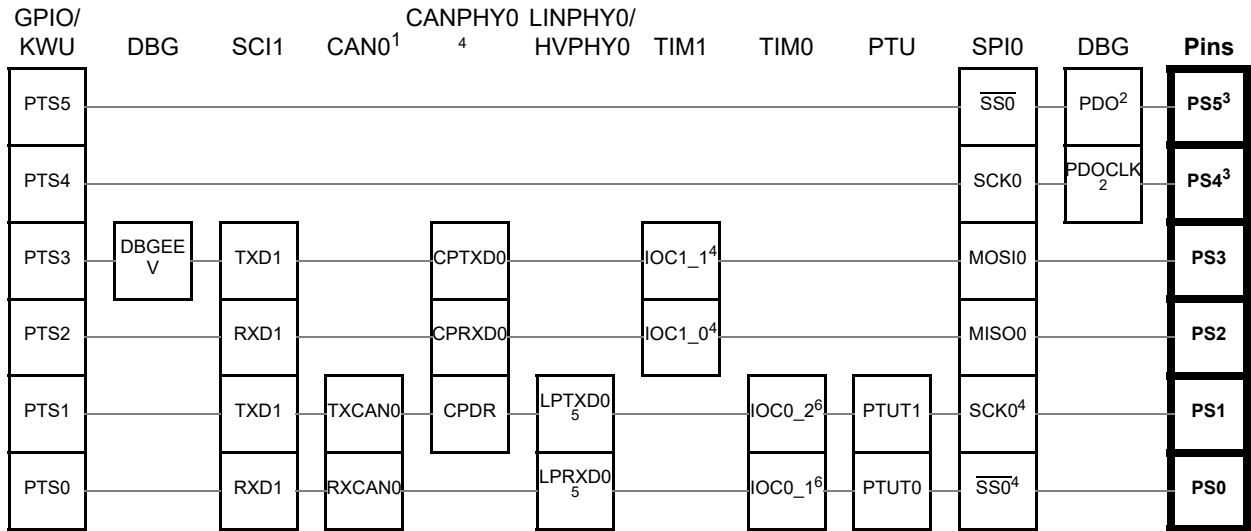 GPIO/
KWU DBG SCI1 CAN0¹ CANPHY0
4 LINPHY0/
HVPHY0 TIM1 TIM0 PTU SPI0 DBG Pins
PTS5 SS0 PDO² PS5³
PTS4 SCK0 PDOCLK
2 PS4³
PTS3 DBGEE
V TXD1 CPTXD0 IOC1_1⁴ MOSI0 PS3
PTS2 RXD1 CPRXD0 IOC1_0⁴ MISO0 PS2
PTS1 TXD1 TXCAN0 CPDR LPTXD0
5 IOC0_2⁶ PTUT1 SCK0⁴ PS1
PTS0 RXD1 RXCAN0 LPRXD0
5 IOC0_1⁶ PTUT0 SS0⁴ PS0